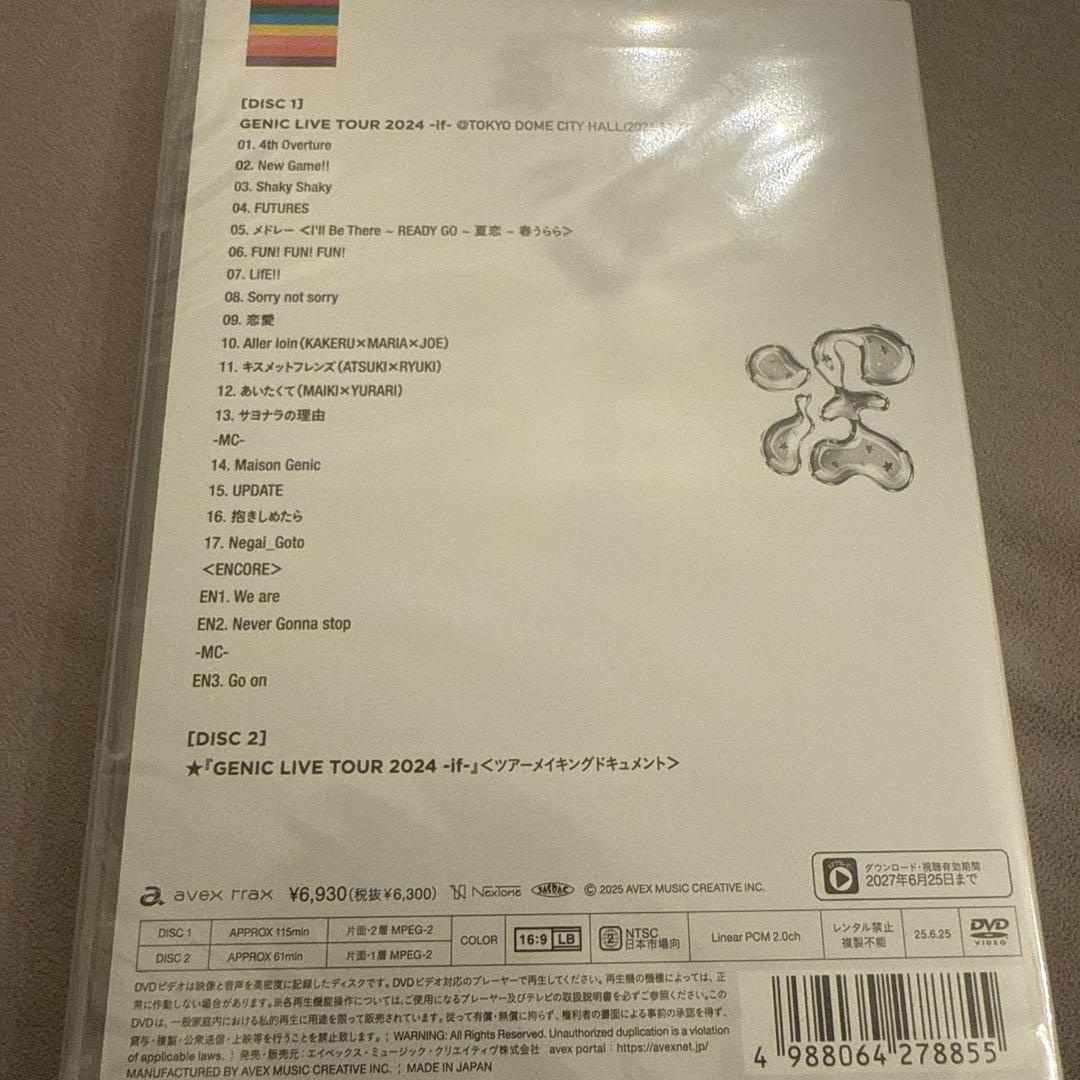 [DISC 1]
GENIC LIVE TOUR 2024 -if- @TOKYO DOME CITY HALL
01. 4th Overture
02. New Game!!
03. Shaky Shaky
04. FUTURES
05. メドレー <I'll Be There ~ READY GO ~ 夏恋 ~ 春うらら>
06. FUN! FUN! FUN!
07. LifE!!
08. Sorry not sorry
09. 恋愛
10. Aller loin (KAKERU×MARIA×JOE)
11. キスメットフレンズ (ATSUKI×RYUKI)
12. あいたくて (MAIKI×YURARI)
13. サヨナラの理由
-MC-
14. Maison Genic
15. UPDATE
16. 抱きしめたら
17. Negai_Goto
<ENCORE>
EN1. We are
EN2. Never Gonna stop
-MC-
EN3. Go on
[DISC 2]
★『GENIC LIVE TOUR 2024 -if-』<ツアーメイキングドキュメント>
ダウンロード・視聴有効期間
2027年6月25日まで
a avex trax ¥6,930(税抜¥6,300) NexTone JASRAC © 2025 AVEX MUSIC CREATIVE INC.
DISC 1 APPROX 115min 片面・2層 MPEG-2
DISC 2 APPROX 61min 片面・1層 MPEG-2
COLOR 16:9 LB 2 NTSC 日本市場向 Linear PCM 2.0ch レンタル禁止 複製不能 25.6.25 DVD VIDEO
DVDビデオは映像と音声を高密度に記録したディスクです。DVDビデオ対応のプレーヤーで再生してください。再生機の機種によっては、正
常に作動しない場合があります。※各再生機能操作については、ご使用になるプレーヤー及びテレビの取扱説明書を必ずご参照ください。この
DVDは、一般家庭内における私的再生に用途を限って販売されています。従って有償・無償に拘らず、権利者の書面による事前の承諾を得ず、
貸与・複製・公衆送信・上映等を行うことを禁止致します。¦ WARNING: All Rights Reserved. Unauthorized duplication is a violation
of applicable laws. ¦ 発売・販売元：エイベックス・ミュージック・クリエイティヴ株式会社 avex portal : https://avexnet.jp/
MANUFACTURED BY AVEX MUSIC CREATIVE INC. ¦ MADE IN JAPAN
4 988064 278855